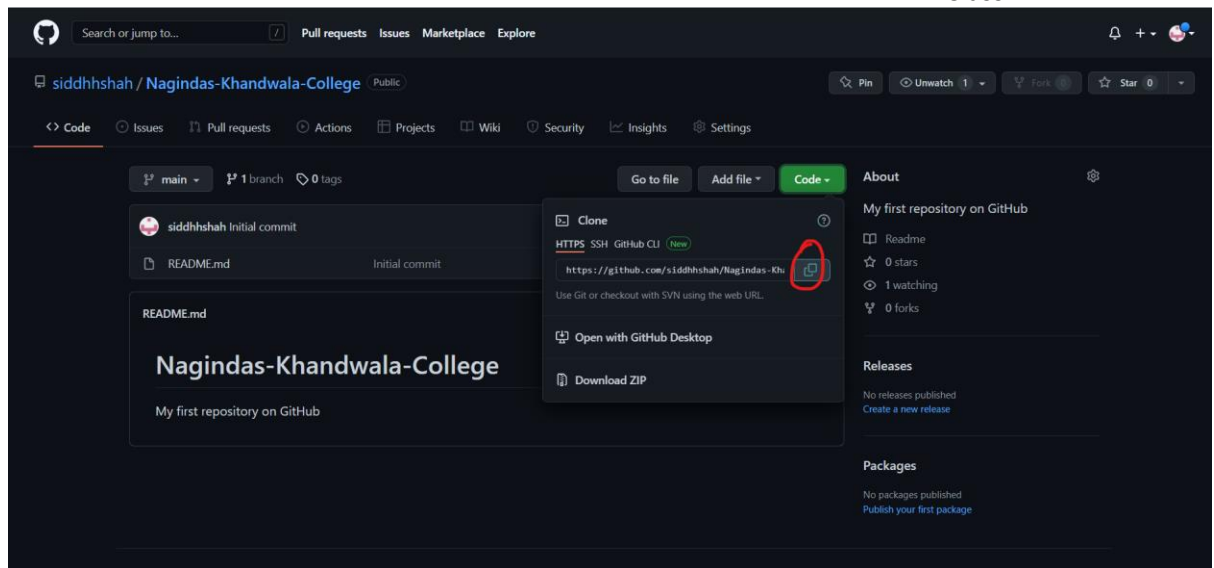 Search or jump to... / Pull requests Issues Marketplace Explore
siddhhshah / Nagindas-Khandwala-College Public
Pin Unwatch 1 Fork 0 Star 0
<> Code Issues Pull requests Actions Projects Wiki Security Insights Settings
main 1 branch 0 tags Go to file Add file Code
siddhhshah Initial commit
README.md Initial commit
README.md
Nagindas-Khandwala-College
My first repository on GitHub
Clone
HTTPS SSH GitHub CLI New
https://github.com/siddhhshah/Nagindas-Kh
Use Git or checkout with SVN using the web URL.
Open with GitHub Desktop
Download ZIP
About
My first repository on GitHub
Readme
0 stars
1 watching
0 forks
Releases
No releases published
Create a new release
Packages
No packages published
Publish your first package